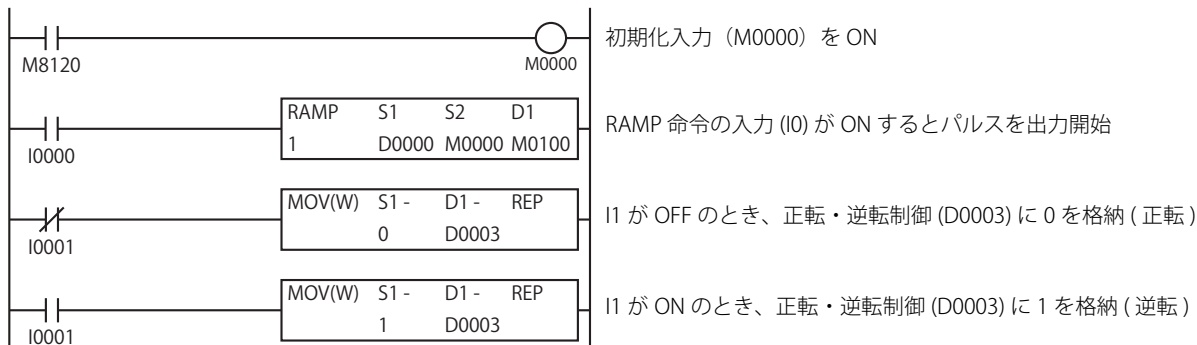 初期化入力（M0000）を ON
M8120
M0000
RAMP S1 S2 D1
1 D0000 M0000 M0100
RAMP 命令の入力 (I0) が ON するとパルスを出力開始
I0000
MOV(W) S1 - D1 - REP
0 D0003
I1 が OFF のとき、正転・逆転制御 (D0003) に 0 を格納 ( 正転 )
I0001
MOV(W) S1 - D1 - REP
1 D0003
I1 が ON のとき、正転・逆転制御 (D0003) に 1 を格納 ( 逆転 )
I0001